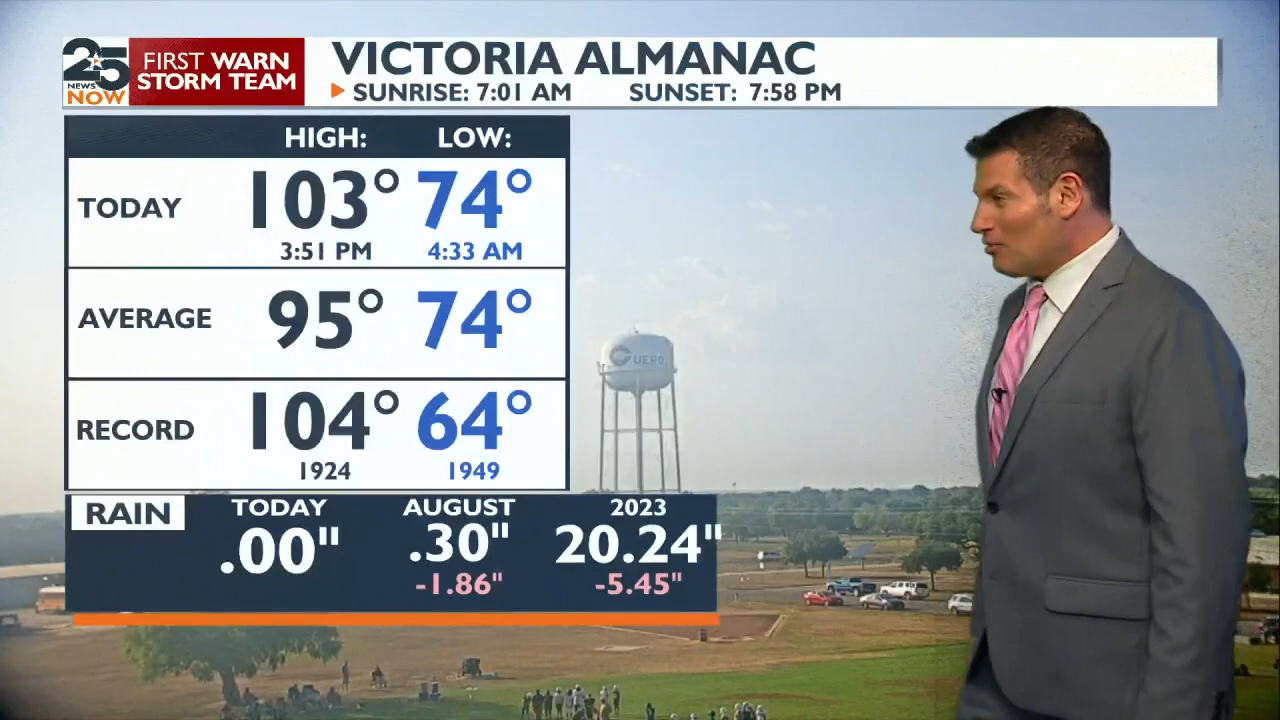 25
NEWS
NOW
FIRST WARN
STORM TEAM
VICTORIA ALMANAC
SUNRISE: 7:01 AM SUNSET: 7:58 PM
HIGH: LOW:
TODAY 103° 74°
3:51 PM 4:33 AM
AVERAGE 95° 74°
RECORD 104° 64°
1924 1949
RAIN TODAY AUGUST 2023
.00" .30" 20.24"
-1.86" -5.45"
CUERO